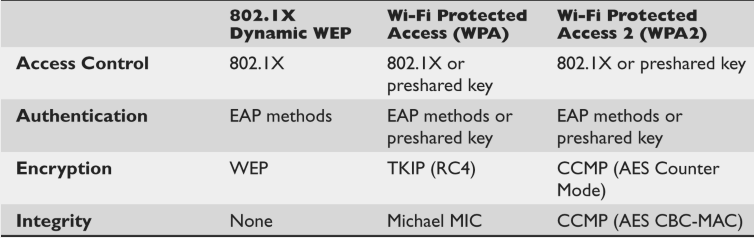 802.1X Dynamic WEP
Wi-Fi Protected Access (WPA)
Wi-Fi Protected Access 2 (WPA2)
Access Control
802.1X
802.1X or preshared key
802.1X or preshared key
Authentication
EAP methods
EAP methods or preshared key
EAP methods or preshared key
Encryption
WEP
TKIP (RC4)
CCMP (AES Counter Mode)
Integrity
None
Michael MIC
CCMP (AES CBC-MAC)